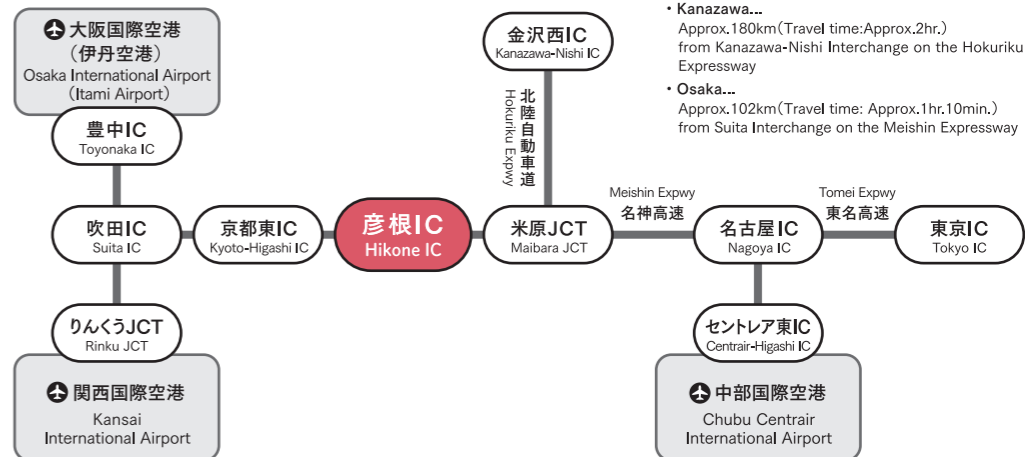 大阪国際空港
(伊丹空港)
Osaka International Airport
(Itami Airport)
豊中IC
Toyonaka IC
金沢西IC
Kanazawa-Nishi IC
北陸自動車道
Hokuriku Expwy
・Kanazawa...
Approx.180km(Travel time:Approx.2hr.)
from Kanazawa-Nishi Interchange on the Hokuriku
Expressway
・Osaka...
Approx.102km(Travel time: Approx.1hr.10min.)
from Suita Interchange on the Meishin Expressway
吹田IC
Suita IC
京都東IC
Kyoto-Higashi IC
彦根IC
Hikone IC
米原JCT
Maibara JCT
Meishin Expwy
名神高速
名古屋IC
Nagoya IC
Tomei Expwy
東名高速
東京IC
Tokyo IC
りんくうJCT
Rinku JCT
関西国際空港
Kansai
International Airport
セントレア東IC
Centrair-Higashi IC
中部国際空港
Chubu Centrair
International Airport